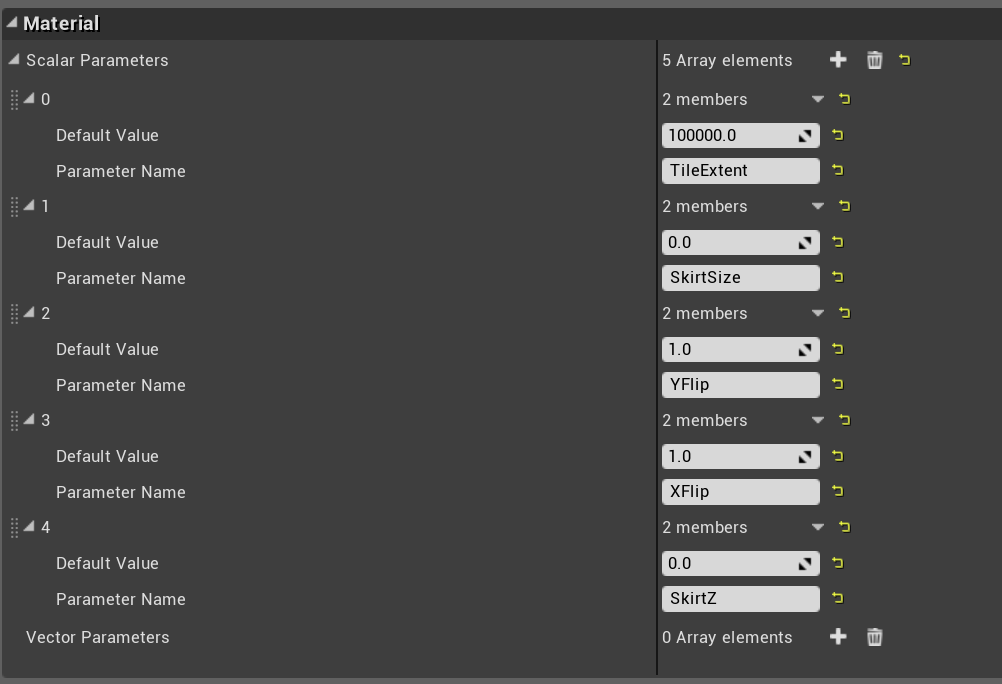 Material
Scalar Parameters 5 Array elements
0 2 members
Default Value 100000.0
Parameter Name TileExtent
1 2 members
Default Value 0.0
Parameter Name SkirtSize
2 2 members
Default Value 1.0
Parameter Name YFlip
3 2 members
Default Value 1.0
Parameter Name XFlip
4 2 members
Default Value 0.0
Parameter Name SkirtZ
Vector Parameters 0 Array elements